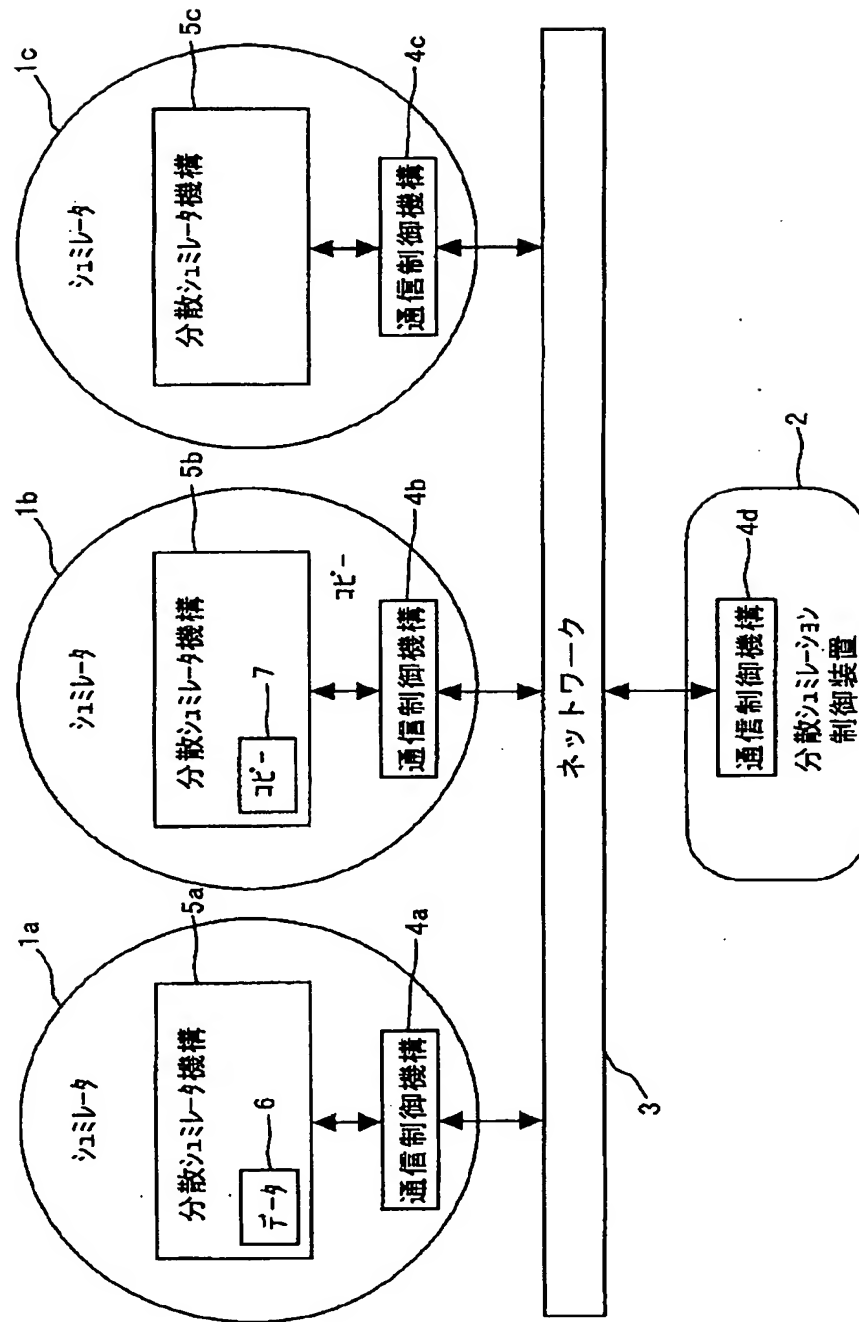 1a
シュミレータ
5a
分散シュミレータ機構
6
データ
4a
通信制御機構
1b
シュミレータ
5b
分散シュミレータ機構
7
コピー
コピー
4b
通信制御機構
1c
シュミレータ
5c
分散シュミレータ機構
4c
通信制御機構
ネットワーク
3
2
4d
通信制御機構
分散シュミレーション
制御装置